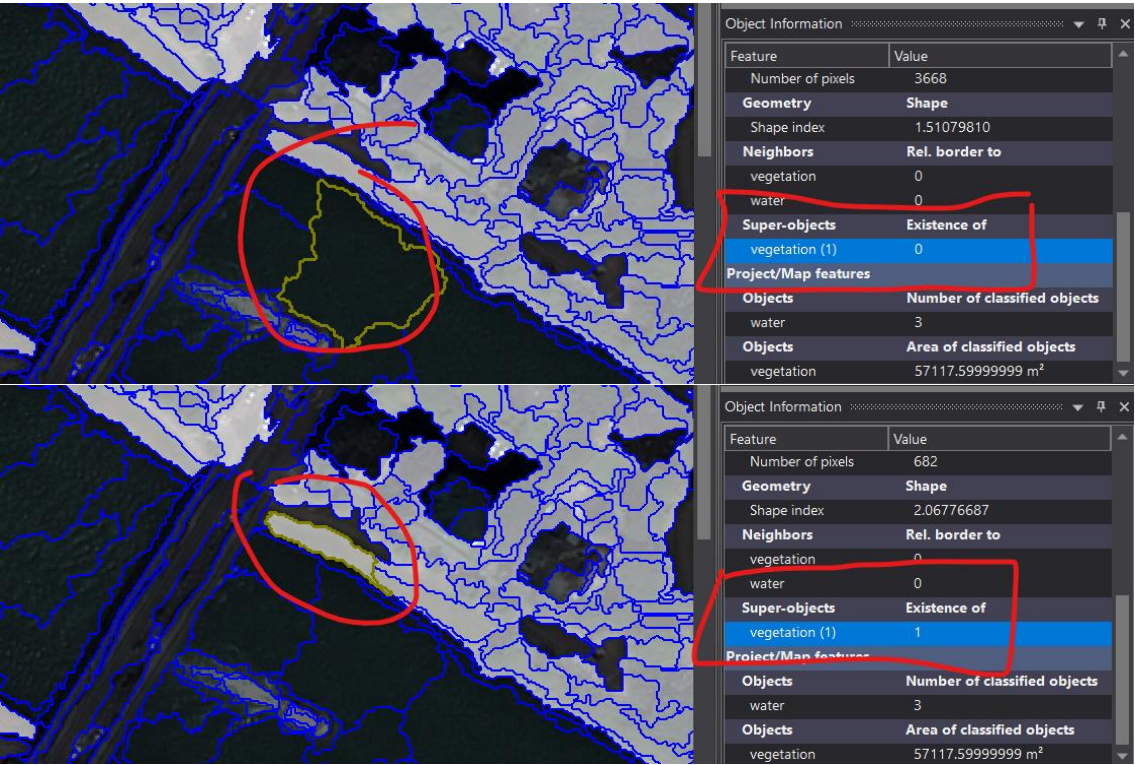 Object Information
Feature Value
Number of pixels 3668
Geometry Shape
Shape index 1.51079810
Neighbors Rel. border to
vegetation 0
water 0
Super-objects Existence of
vegetation (1) 0
Project/Map features
Objects Number of classified objects
water 3
Objects Area of classified objects
vegetation 57117.59999999 m²
Object Information
Feature Value
Number of pixels 682
Geometry Shape
Shape index 2.06776687
Neighbors Rel. border to
vegetation 0
water 0
Super-objects Existence of
vegetation (1) 1
Project/Map features
Objects Number of classified objects
water 3
Objects Area of classified objects
vegetation 57117.59999999 m²